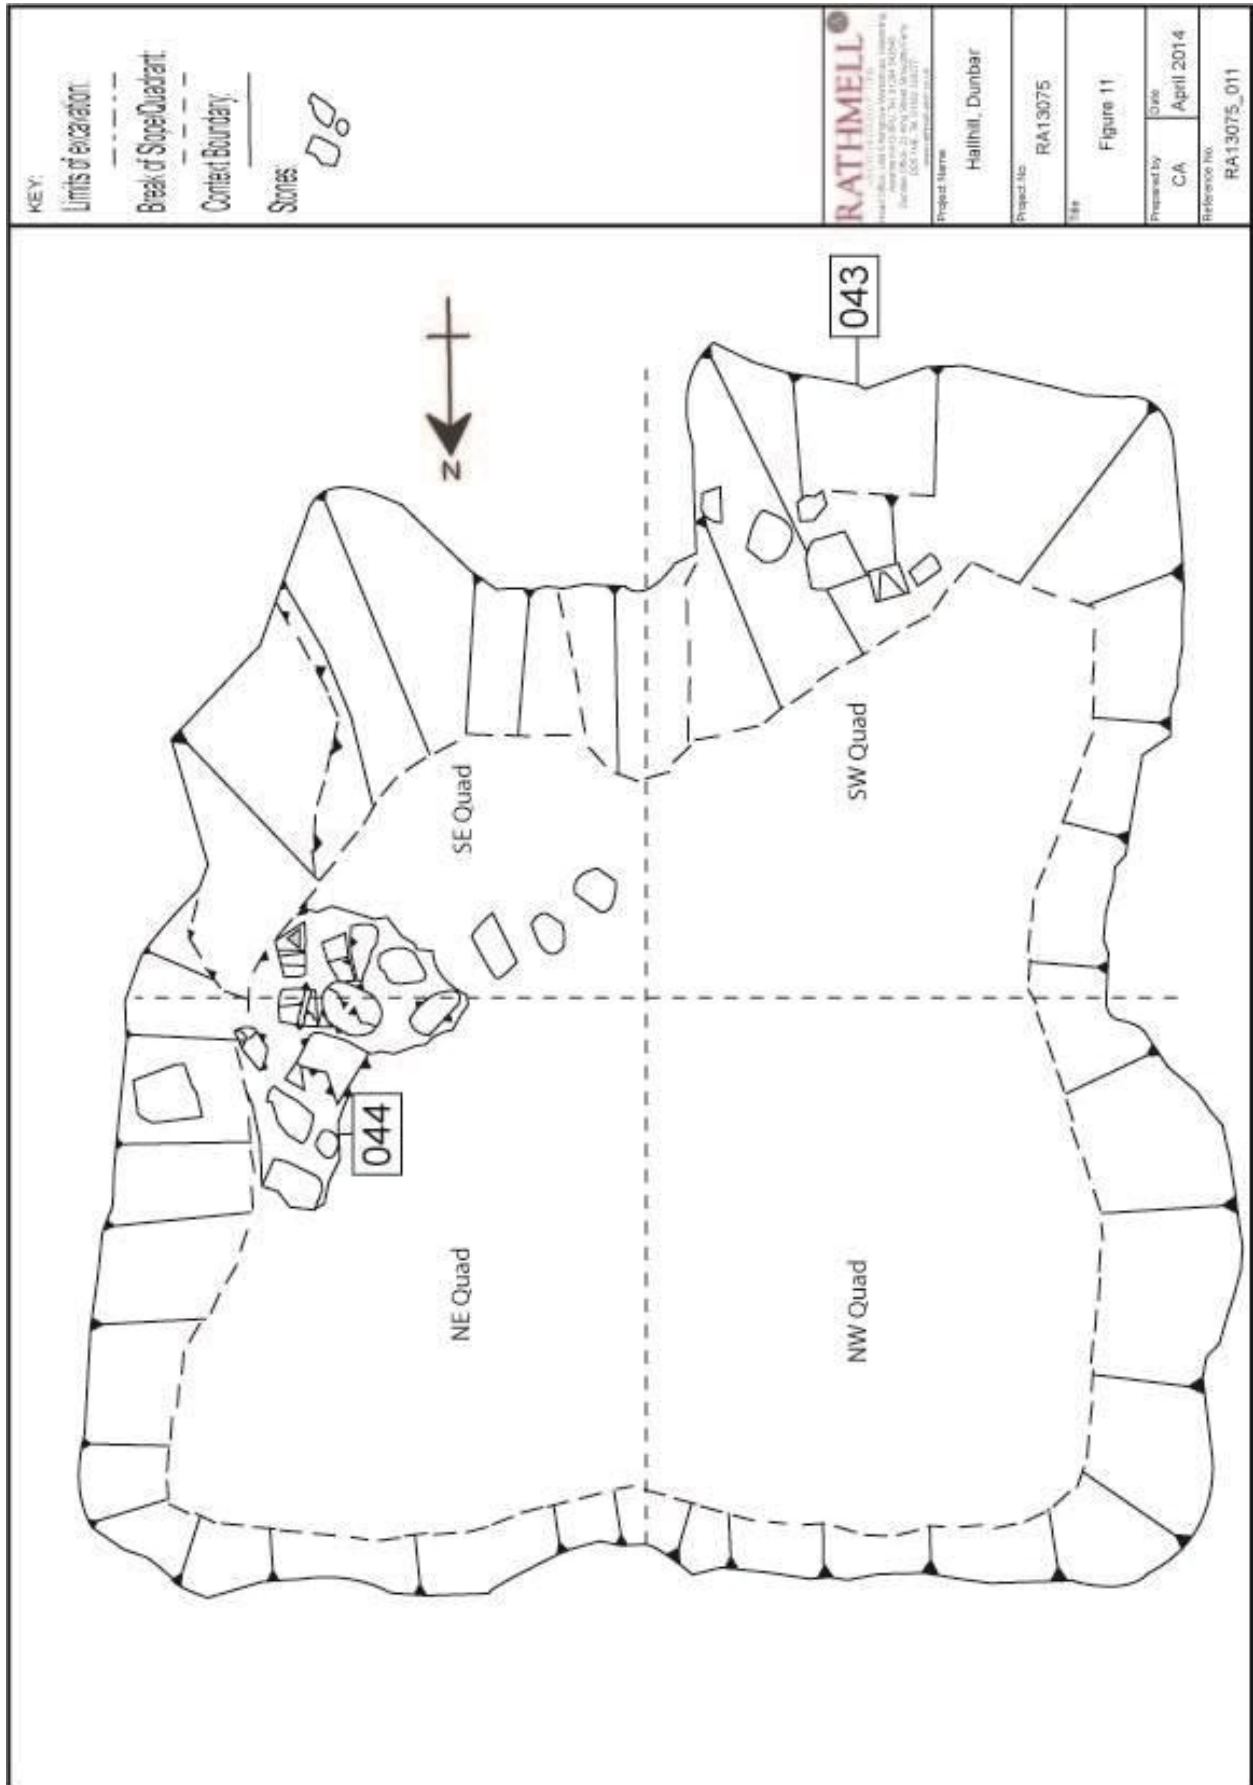 KEY:
Limits of excavation:
Break of Slope/Quadrant:
Context Boundary:
Stones:
N
043
044
SE Quad
SW Quad
NE Quad
NW Quad
RATHMELL
Project Name
Hallhill, Dunbar
Project No.
RA13075
Title
Figure 11
Prepared by
CA
Date
April 2014
Reference No.
RA13075_011